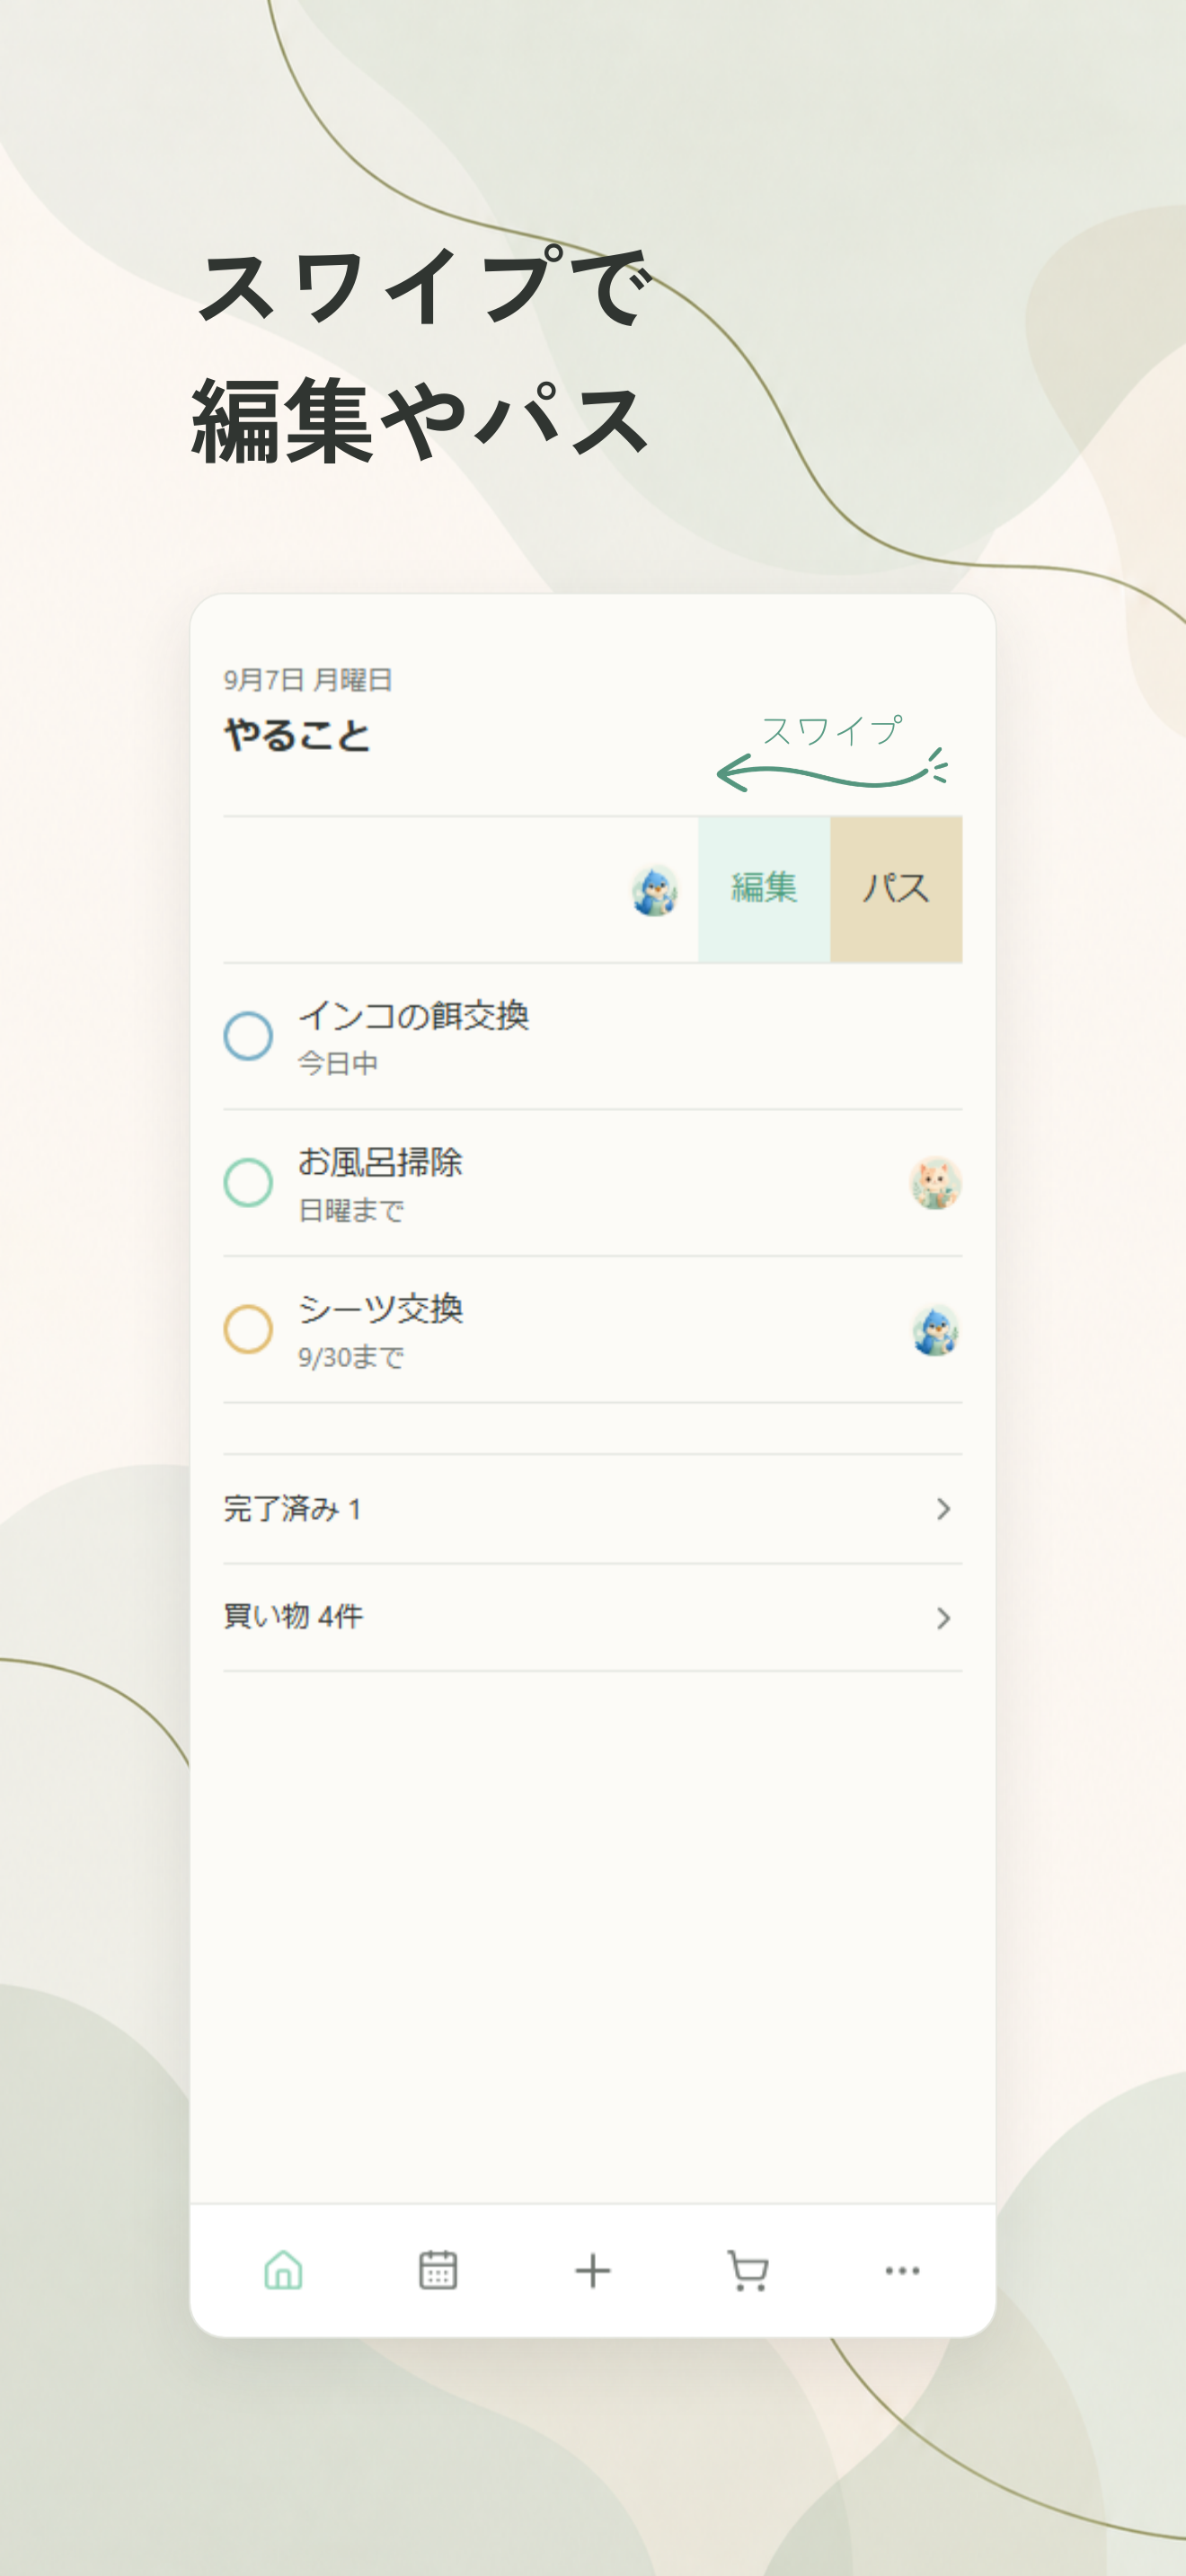 スワイプで
編集やパス
9月7日 月曜日
やること
スワイプ
編集
パス
インコの餌交換
今日中
お風呂掃除
日曜まで
シーツ交換
9/30まで
完了済み 1
買い物 4件